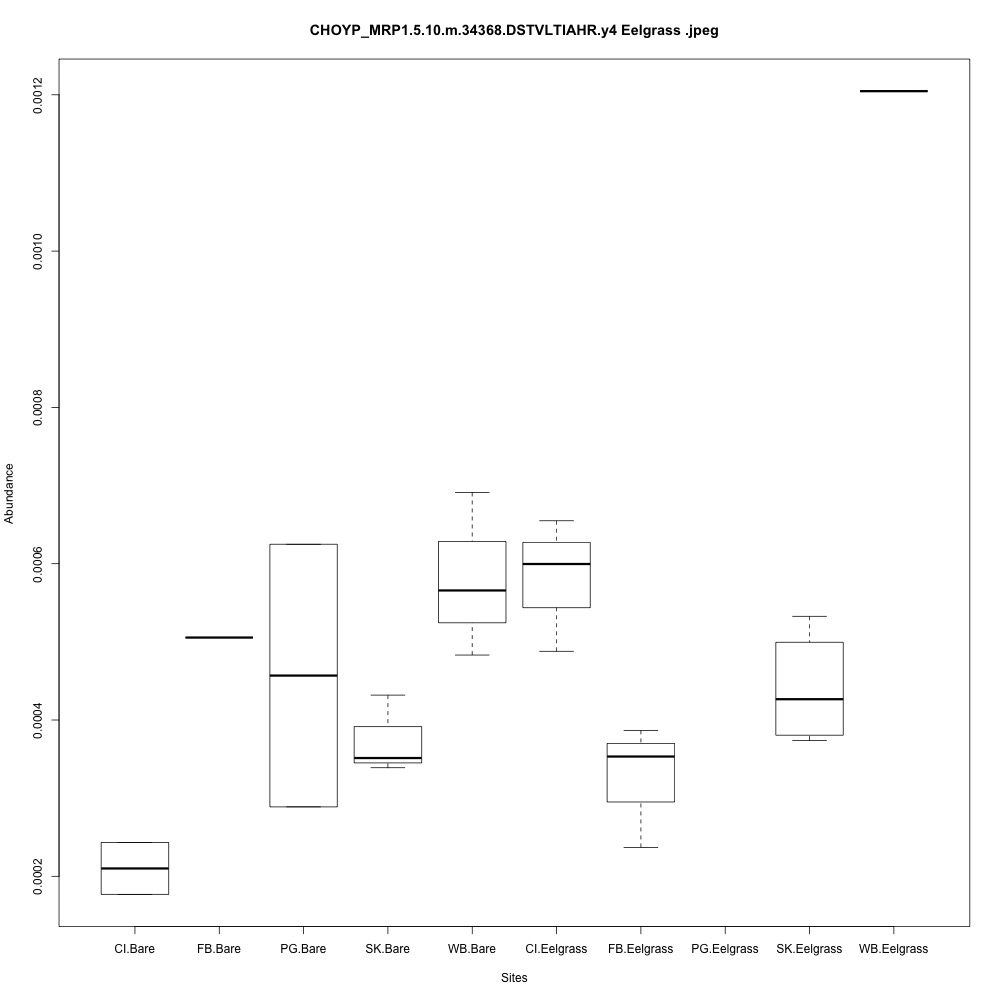 CHOYP_MRP1.5.10.m.34368.DSTVLTIAHR.y4 Eelgrass .jpeg
0.0012
0.0010
0.0008
0.0006
0.0004
0.0002
Abundance
CI.Bare FB.Bare PG.Bare SK.Bare WB.Bare CI.Eelgrass FB.Eelgrass PG.Eelgrass SK.Eelgrass WB.Eelgrass
Sites